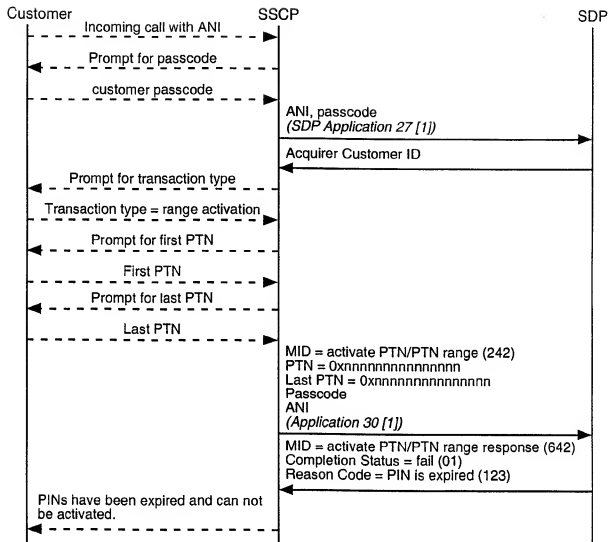 Customer
SSCP
SDP
Incoming call with ANI
Prompt for passcode
customer passcode
ANI, passcode
(SDP Application 27 [1])
Acquirer Customer ID
Prompt for transaction type
Transaction type = range activation
Prompt for first PTN
First PTN
Prompt for last PTN
Last PTN
MID = activate PTN/PTN range (242)
PTN = 0xnnnnnnnnnnnnnnnn
Last PTN = 0xnnnnnnnnnnnnnnnn
Passcode
ANI
(Application 30 [1])
MID = activate PTN/PTN range response (642)
Completion Status = fail (01)
Reason Code = PIN is expired (123)
PINs have been expired and can not
be activated.